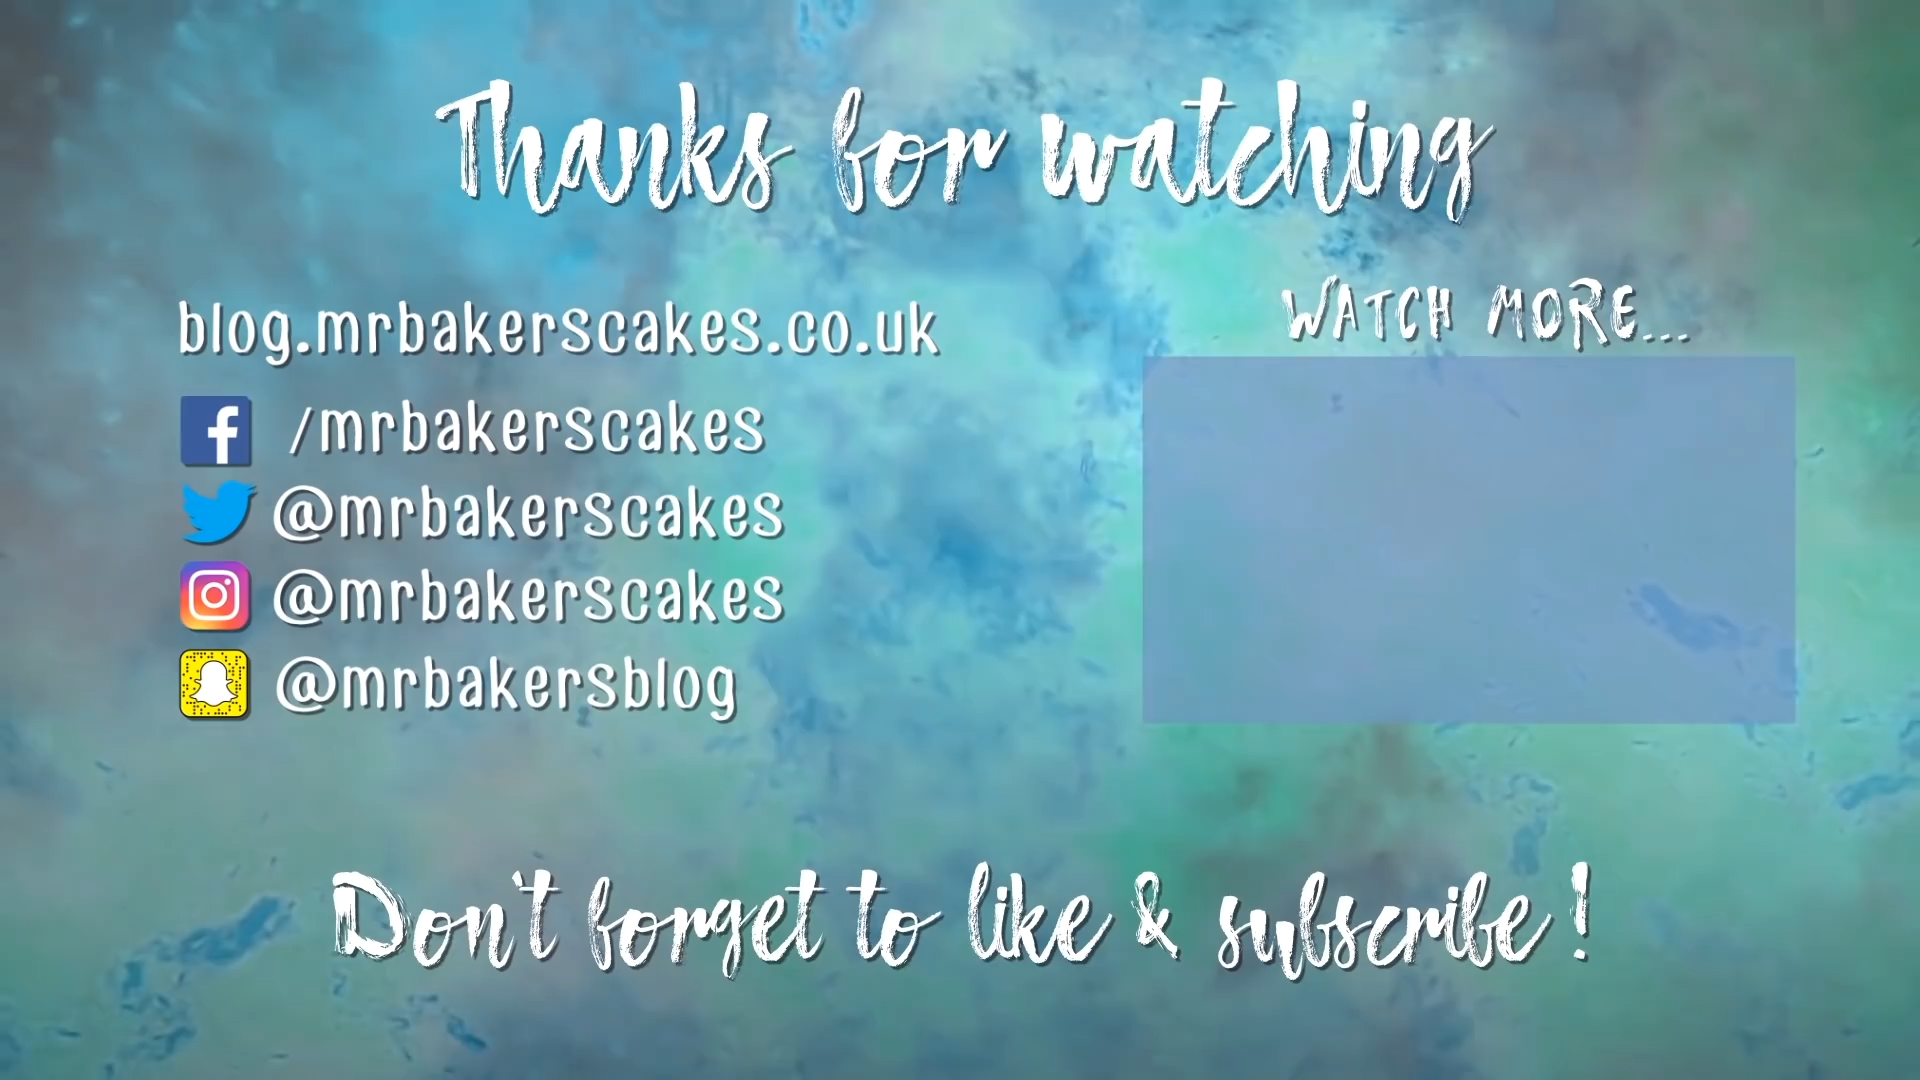 Thanks for watching
blog.mrbakerscakes.co.uk
/mrbakerscakes
@mrbakerscakes
@mrbakerscakes
@mrbakersblog
WATCH MORE...
Don't forget to like & subscribe!